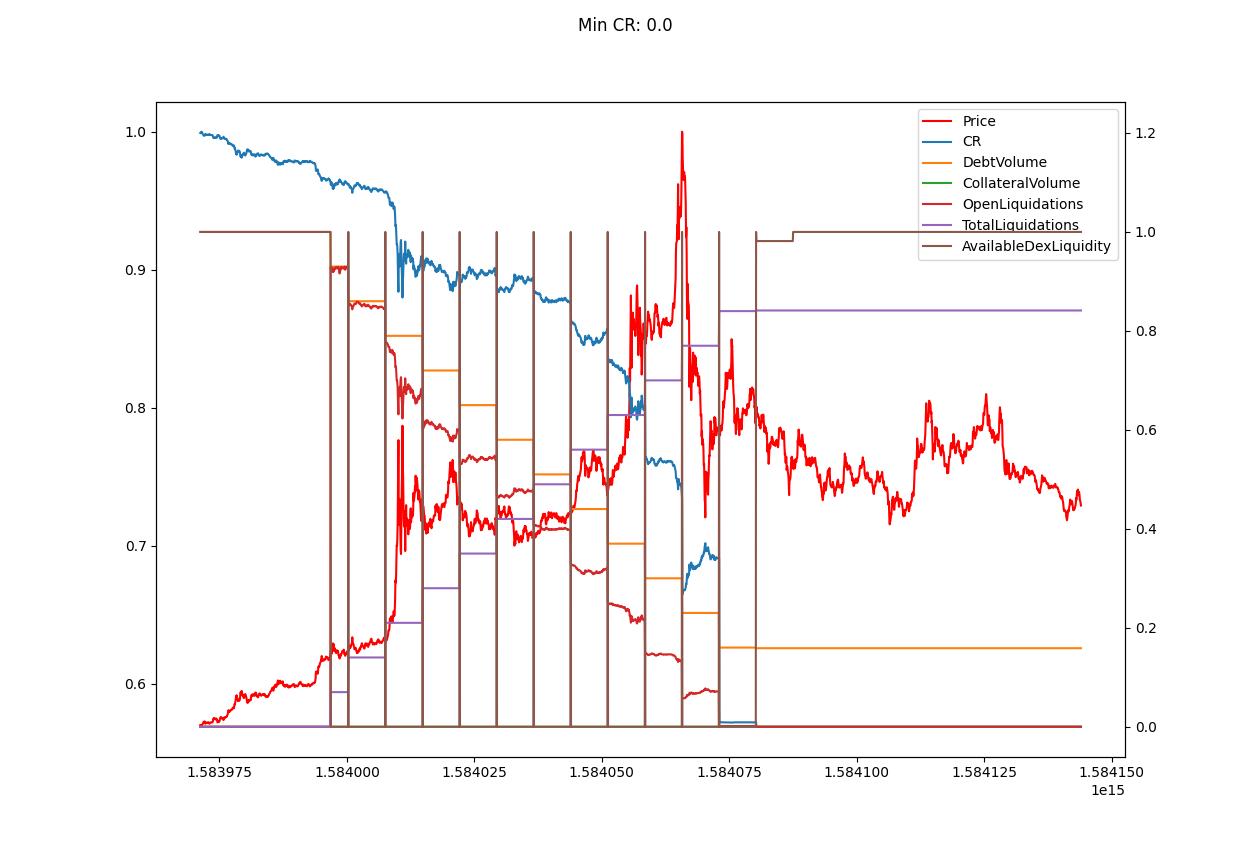 Min CR: 0.0
1.0
0.9
0.8
0.7
0.6
Price
CR
DebtVolume
CollateralVolume
OpenLiquidations
TotalLiquidations
AvailableDexLiquidity
1.2
1.0
0.8
0.6
0.4
0.2
0.0
1.583975
1.584000
1.584025
1.584050
1.584075
1.584100
1.584125
1.584150
1e15